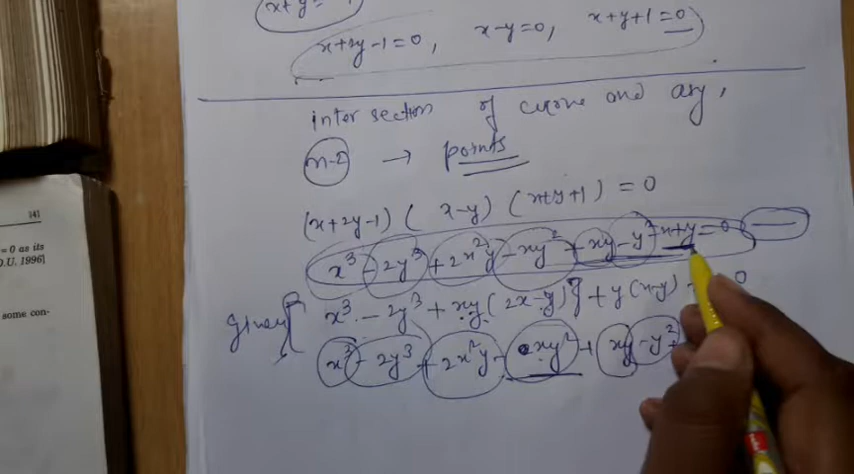 x+y=-1
x+2y-1=0, x-y=0, x+y+1=0
intersection of curve and asy,
n-2 → points
(x+2y-1)( x-y) (x+y+1) = 0
x³-2y³+2x²y-xy²+xy-y²-x+y=0
Given x³-2y³+xy(2x-y)}+y(x-y)+ 0
x³-2y³+2x²y-xy²+xy-y²
141
= 0 as its
D.U. 1996]
some con-